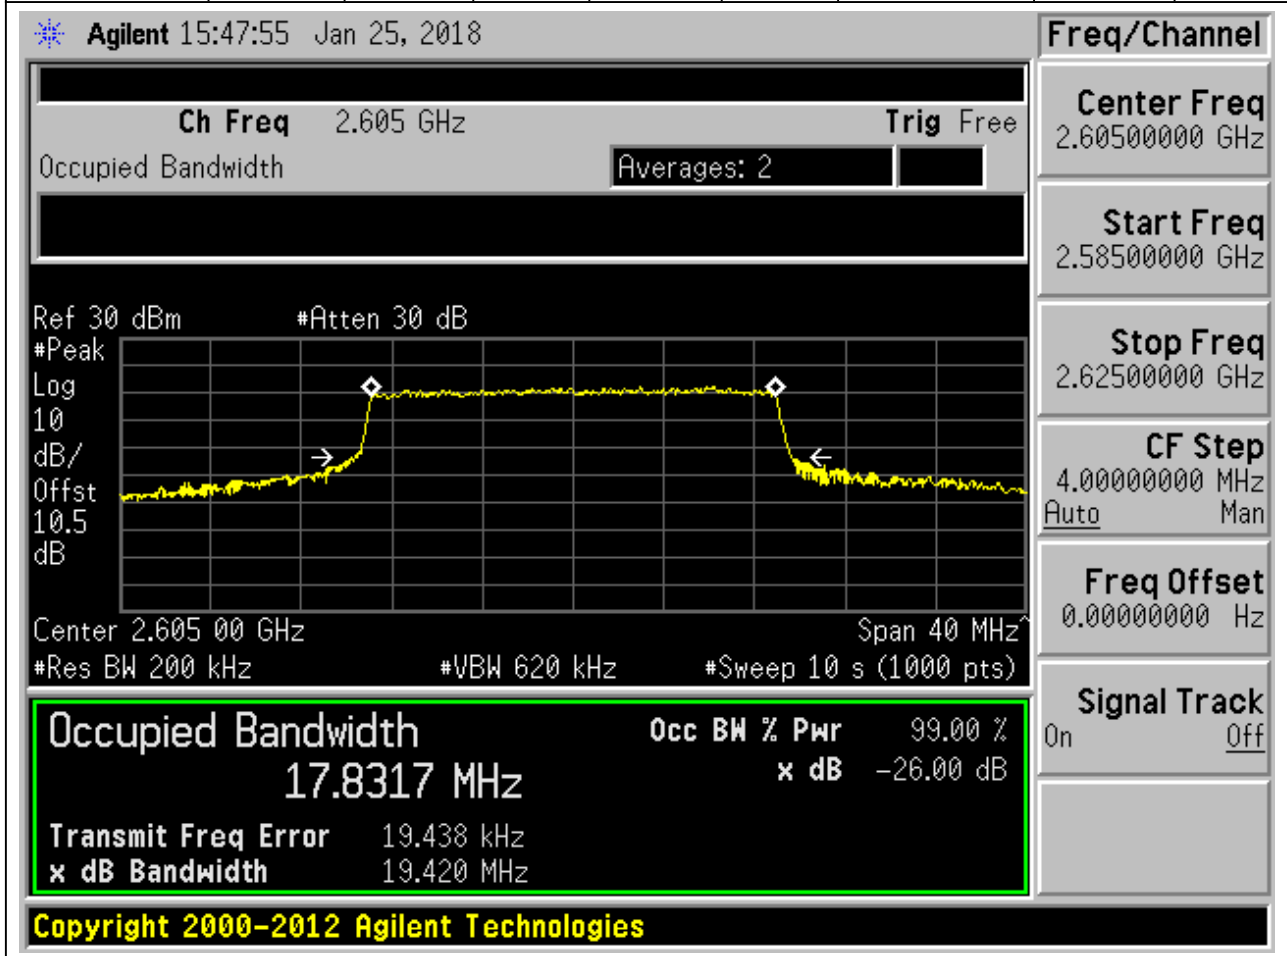 Agilent 15:47:55 Jan 25, 2018
Freq/Channel
Ch Freq 2.605 GHz Trig Free
Occupied Bandwidth Averages: 2
Center Freq
2.60500000 GHz
Start Freq
2.58500000 GHz
Stop Freq
2.62500000 GHz
CF Step
4.00000000 MHz
Auto Man
Freq Offset
0.00000000 Hz
Signal Track
On Off
Ref 30 dBm #Atten 30 dB
#Peak
Log
10
dB/
Offst
10.5
dB
Center 2.605 00 GHz Span 40 MHz^
#Res BW 200 kHz #VBW 620 kHz #Sweep 10 s (1000 pts)
Occupied Bandwidth Occ BW % Pwr 99.00 %
17.8317 MHz x dB -26.00 dB
Transmit Freq Error 19.438 kHz
x dB Bandwidth 19.420 MHz
Copyright 2000-2012 Agilent Technologies